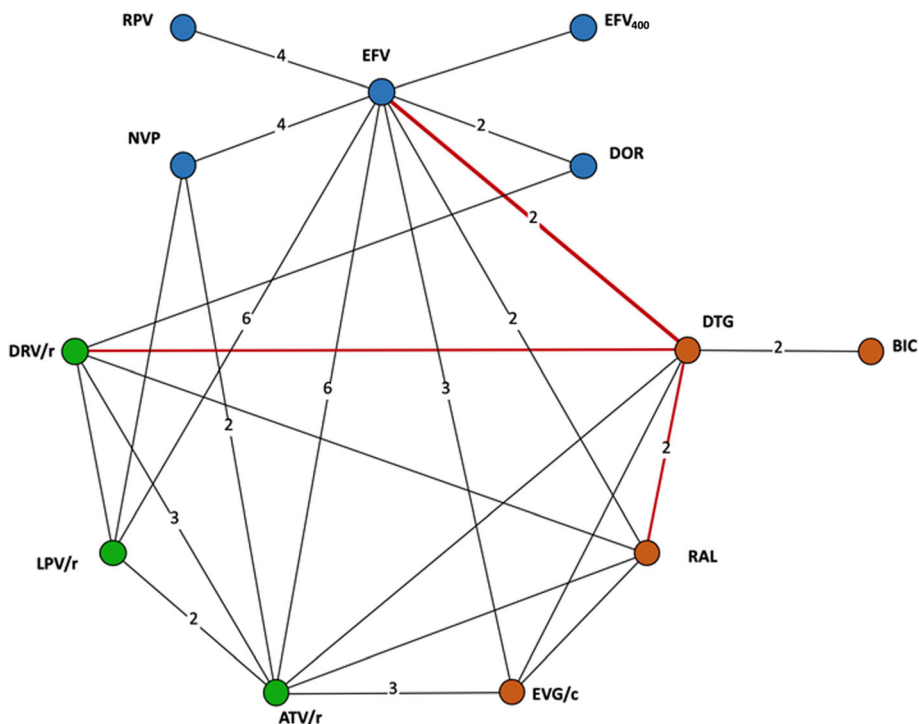 RPV
EFV400
4
EFV
4
2
NVP
DOR
2
6
2
DTG
DRV/r
2
BIC
6
3
2
2
3
LPV/r
RAL
2
3
EVG/c
ATV/r